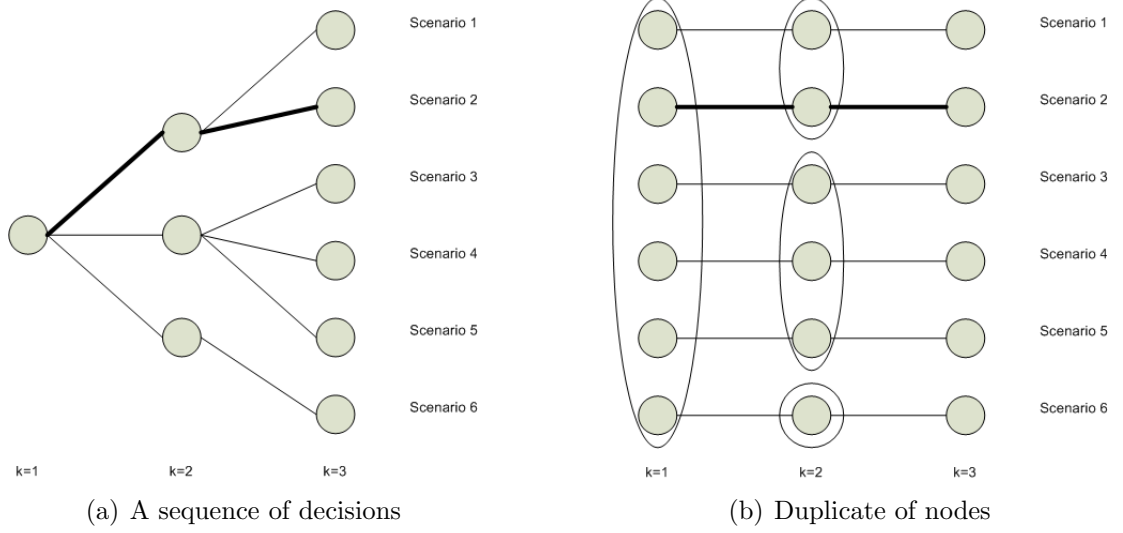 Scenario 1
Scenario 2
Scenario 3
Scenario 4
Scenario 5
Scenario 6
k=1 k=2 k=3
(a) A sequence of decisions
Scenario 1
Scenario 2
Scenario 3
Scenario 4
Scenario 5
Scenario 6
k=1 k=2 k=3
(b) Duplicate of nodes